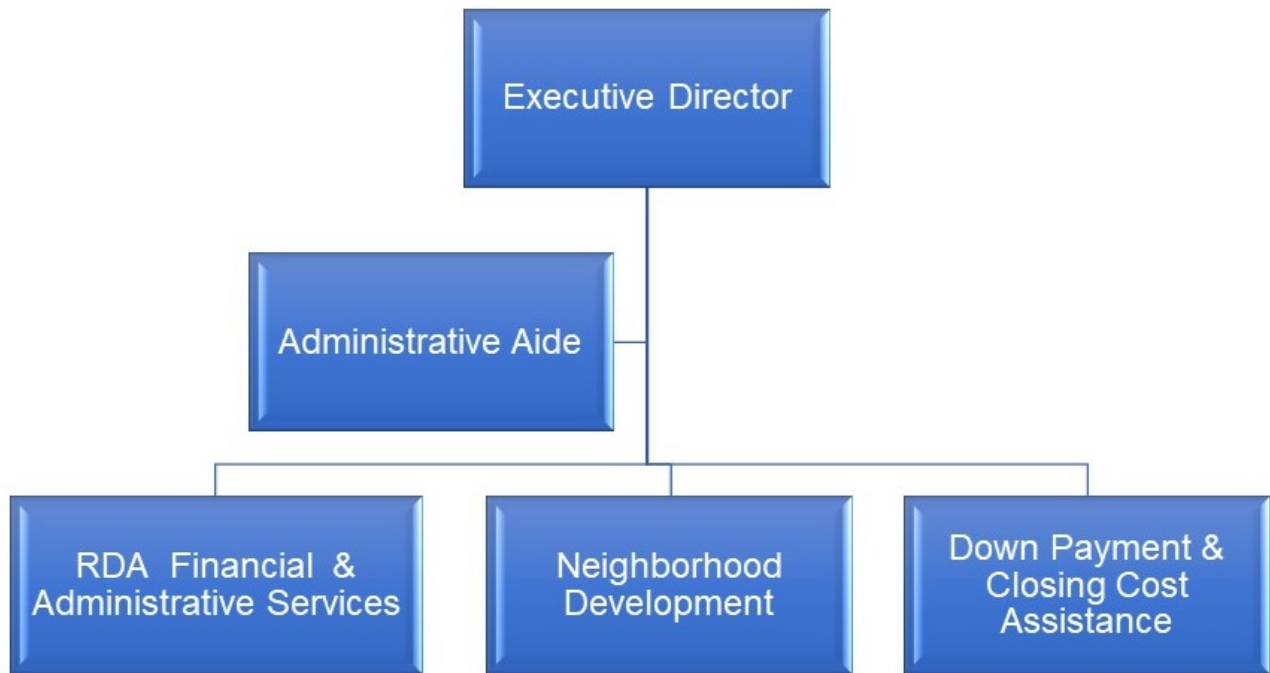 Executive Director
Administrative Aide
RDA Financial &
Administrative Services
Neighborhood
Development
Down Payment &
Closing Cost
Assistance